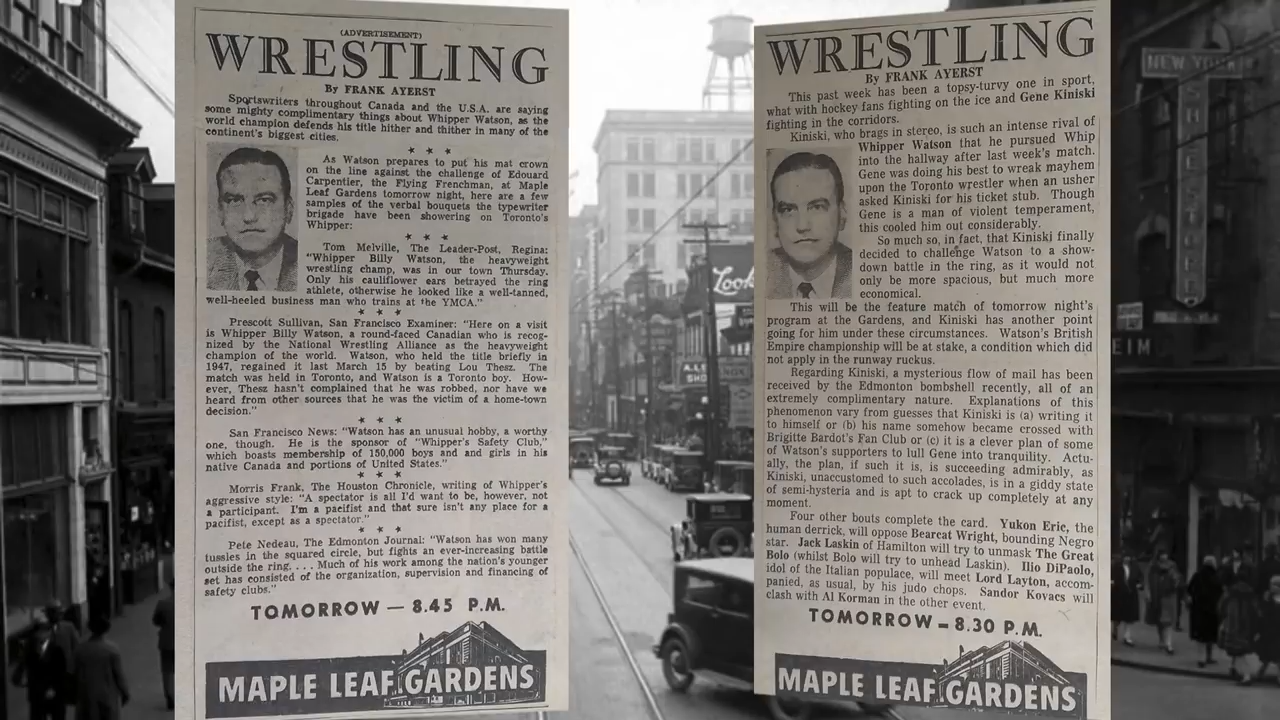 (ADVERTISEMENT)
WRESTLING
By FRANK AYERST
Sportswriters throughout Canada and the U.S.A. are saying
some mighty complimentary things about Whipper Watson, as the
world champion defends his title hither and thither in many of the
continent's biggest cities.
* * *
As Watson prepares to put his mat crown
on the line against the challenge of Edouard
Carpentier, the Flying Frenchman, at Maple
Leaf Gardens tomorrow night, here are a few
samples of the verbal bouquets the typewriter
brigade have been showering on Toronto's
Whipper:
* * *
Tom Melville, The Leader-Post, Regina:
"Whipper Billy Watson, the heavyweight
wrestling champ, was in our town Thursday.
Only his cauliflower ears betrayed the ring
athlete, otherwise he looked like a well-tanned,
well-heeled business man who trains at the YMCA."
* * *
Prescott Sullivan, San Francisco Examiner: "Here on a visit
is Whipper Billy Watson, a round-faced Canadian who is recog-
nized by the National Wrestling Alliance as the heavyweight
champion of the world. Watson, who held the title briefly in
1947, regained it last March 15 by beating Lou Thesz. The
match was held in Toronto, and Watson is a Toronto boy. How-
ever, Thesz hasn't complained that he was robbed, nor have we
heard from other sources that he was the victim of a home-town
decision."
* * *
San Francisco News: "Watson has an unusual hobby, a worthy
one, though. He is the sponsor of "Whipper's Safety Club,"
which boasts membership of 150,000 boys and and girls in his
native Canada and portions of United States."
* * *
Morris Frank, The Houston Chronicle, writing of Whipper's
aggressive style: "A spectator is all I'd want to be, however, not
a participant. I'm a pacifist and that sure isn't any place for a
pacifist, except as a spectator."
* * *
Pete Nedeau, The Edmonton Journal: "Watson has won many
tussles in the squared circle, but fights an ever-increasing battle
outside the ring. . . . Much of his work among the nation's younger
set has consisted of the organization, supervision and financing of
safety clubs."
TOMORROW — 8.45 P.M.
MAPLE LEAF GARDENS
WRESTLING
By FRANK AYERST
This past week has been a topsy-turvy one in sport,
what with hockey fans fighting on the ice and Gene Kiniski
fighting in the corridors.
Kiniski, who brags in stereo, is such an intense rival of
Whipper Watson that he pursued Whip
into the hallway after last week's match.
Gene was doing his best to wreak mayhem
upon the Toronto wrestler when an usher
asked Kiniski for his ticket stub. Though
Gene is a man of violent temperament,
this cooled him out considerably.
So much so, in fact, that Kiniski finally
decided to challenge Watson to a show-
down battle in the ring, as it would not
only be more spacious, but much more
economical.
This will be the feature match of tomorrow night's
program at the Gardens, and Kiniski has another point
going for him under these circumstances. Watson's British
Empire championship will be at stake, a condition which did
not apply in the runway ruckus.
Regarding Kiniski, a mysterious flow of mail has been
received by the Edmonton bombshell recently, all of an
extremely complimentary nature. Explanations of this
phenomenon vary from guesses that Kiniski is (a) writing it
to himself or (b) his name somehow became crossed with
Brigitte Bardot's Fan Club or (c) it is a clever plan of some
of Watson's supporters to lull Gene into tranquility. Actu-
ally, the plan, if such it is, is succeeding admirably, as
Kiniski, unaccustomed to such accolades, is in a giddy state
of semi-hysteria and is apt to crack up completely at any
moment.
Four other bouts complete the card. Yukon Eric, the
human derrick, will oppose Bearcat Wright, bounding Negro
star. Jack Laskin of Hamilton will try to unmask The Great
Bolo (whilst Bolo will try to unhead Laskin). Ilio DiPaolo,
idol of the Italian populace, will meet Lord Layton, accom-
panied, as usual, by his judo chops. Sandor Kovacs will
clash with Al Korman in the other event.
TOMORROW — 8.30 P.M.
MAPLE LEAF GARDENS
Look
NEW YORK